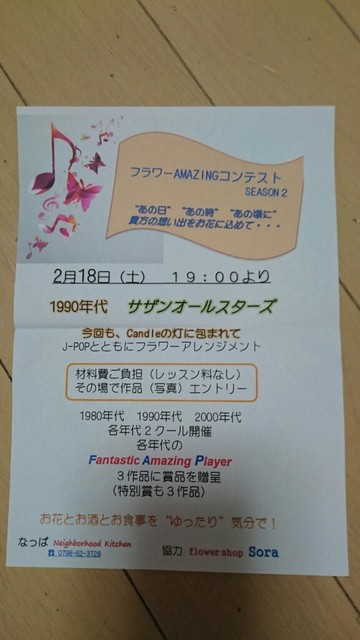 フラワーAMAZINGコンテスト
SEASON２
“あの日” “あの時” “あの頃に”
貴方の想い出をお花に込めて・・・
2月18日（土） １９：００より
1990年代 サザンオールスターズ
今回も、Candleの灯に包まれて
J-POPとともにフラワーアレンジメント
材料費ご負担（レッスン料なし）
その場で作品（写真）エントリー
1980年代 1990年代 2000年代
各年代２クール開催
各年代の
Fantastic Amazing Player
３作品に賞品を贈呈
（特別賞も３作品）
お花とお酒とお食事を“ゆったり”気分で！
なっぱ Neighborhood Kitchen
☎ 0798-62-3728
協力 flower shop Sora